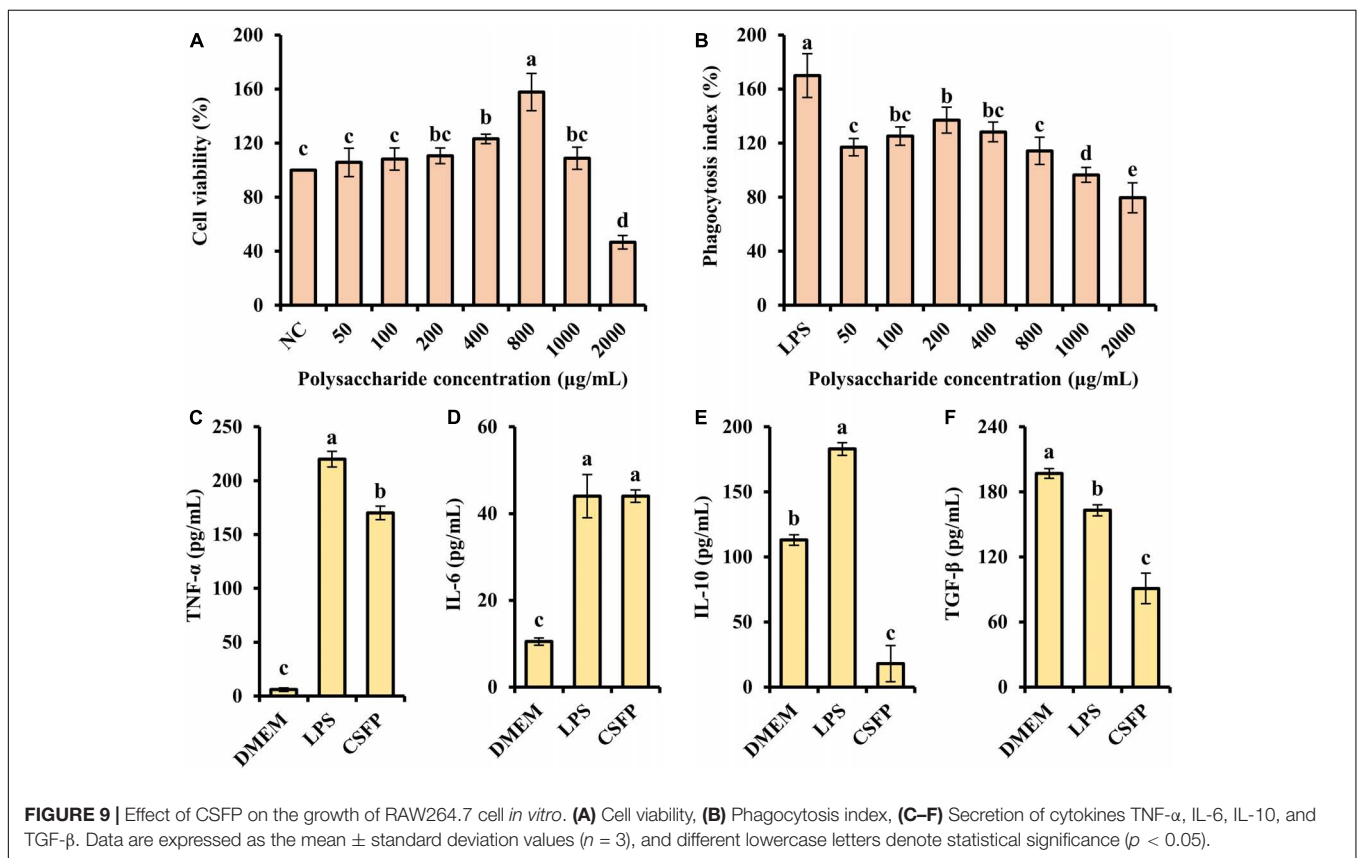 A
200
160
120
80
40
0
Cell viability (%)
c
c
c
bc
b
a
bc
d
NC
50
100
200
400
800
1000
2000
Polysaccharide concentration (µg/mL)
B
200
160
120
80
40
0
Phagocytosis index (%)
a
c
bc
b
bc
c
d
e
LPS
50
100
200
400
800
1000
2000
Polysaccharide concentration (µg/mL)
C
250
200
150
100
50
0
TNF-α (pg/mL)
c
a
b
DMEM
LPS
CSFP
D
60
40
20
0
IL-6 (pg/mL)
c
a
a
DMEM
LPS
CSFP
E
200
150
100
50
0
IL-10 (pg/mL)
b
a
c
DMEM
LPS
CSFP
F
240
180
120
60
0
TGF-β (pg/mL)
a
b
c
DMEM
LPS
CSFP
FIGURE 9 | Effect of CSFP on the growth of RAW264.7 cell in vitro. (A) Cell viability, (B) Phagocytosis index, (C–F) Secretion of cytokines TNF-α, IL-6, IL-10, and
TGF-β. Data are expressed as the mean ± standard deviation values (n = 3), and different lowercase letters denote statistical significance (p < 0.05).